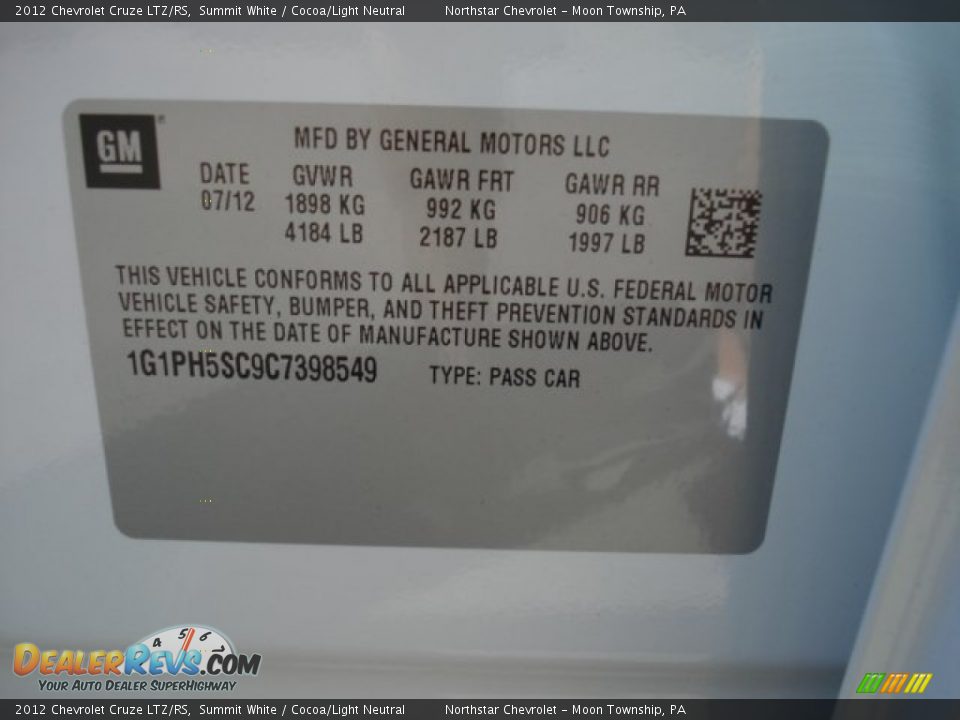 2012 Chevrolet Cruze LTZ/RS, Summit White / Cocoa/Light Neutral Northstar Chevrolet - Moon Township, PA
GM
MFD BY GENERAL MOTORS LLC
DATE GVWR GAWR FRT GAWR RR
07/12 1898 KG 992 KG 906 KG
4184 LB 2187 LB 1997 LB
THIS VEHICLE CONFORMS TO ALL APPLICABLE U.S. FEDERAL MOTOR
VEHICLE SAFETY, BUMPER, AND THEFT PREVENTION STANDARDS IN
EFFECT ON THE DATE OF MANUFACTURE SHOWN ABOVE.
1G1PH5SC9C7398549 TYPE: PASS CAR
4 5 6 7
DEALERREVS.COM
YOUR AUTO DEALER SUPERHIGHWAY
2012 Chevrolet Cruze LTZ/RS, Summit White / Cocoa/Light Neutral Northstar Chevrolet - Moon Township, PA